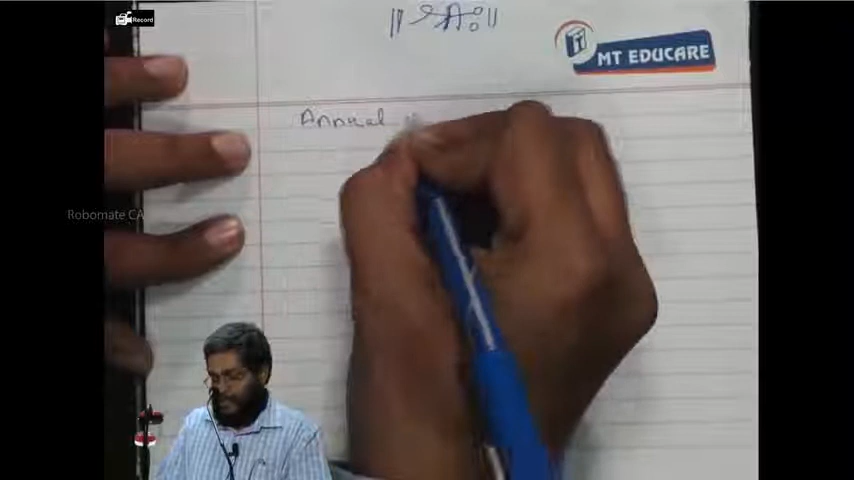 Record
|| श्रीः ||
MT EDUCARE
Annual
Robomate CA